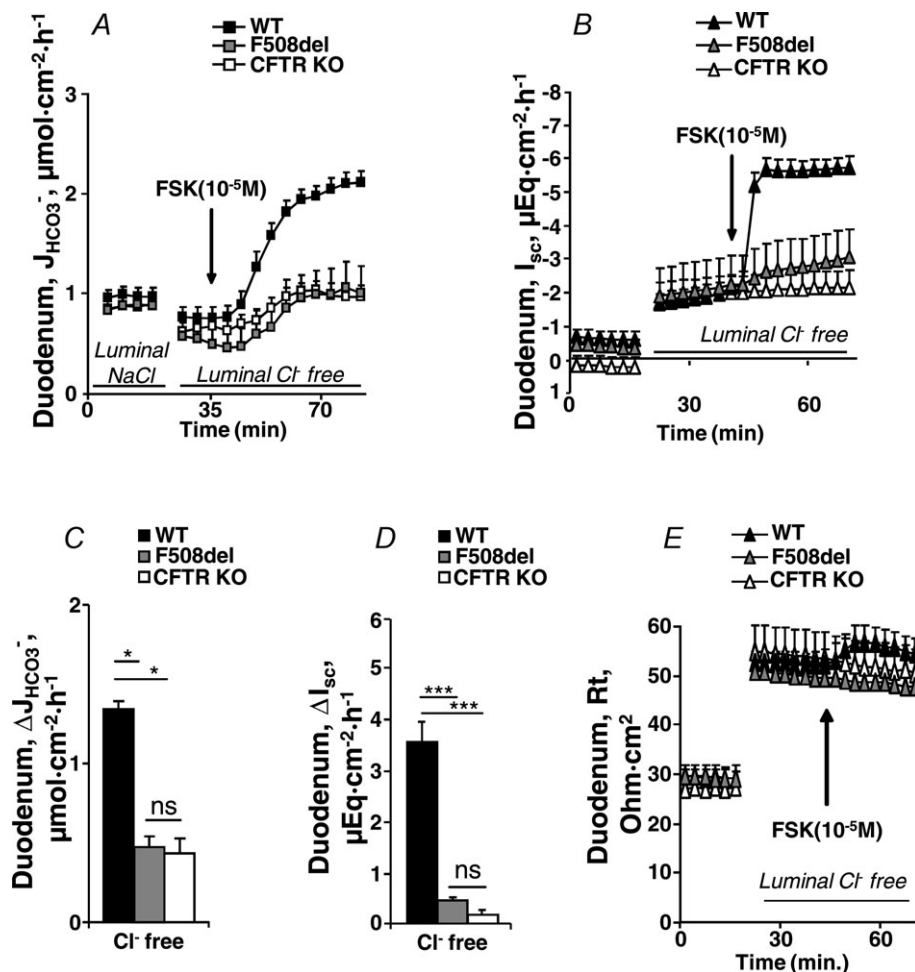 A
WT
F508del
CFTR KO
Duodenum, J_HCO3^-, µmol·cm^-2·h^-1
3
2
1
0
FSK(10^-5M)
Luminal NaCl
Luminal Cl^- free
0 35 70
Time (min)
B
WT
F508del
CFTR KO
Duodenum, I_sc, µEq·cm^-2·h^-1
-8
-7
-6
-5
-4
-3
-2
-1
0
1
FSK(10^-5M)
Luminal Cl^- free
0 30 60
Time (min)
C
WT
F508del
CFTR KO
Duodenum, ΔJ_HCO3^-,
µmol·cm^-2·h^-1
2
1
0
*
*
ns
Cl^- free
D
WT
F508del
CFTR KO
Duodenum, ΔI_sc,
µEq·cm^-2·h^-1
6
5
4
3
2
1
0
***
***
ns
Cl^- free
E
WT
F508del
CFTR KO
Duodenum, Rt,
Ohm·cm^2
60
50
40
30
20
10
0
FSK(10^-5M)
Luminal Cl^- free
0 30 60
Time (min.)